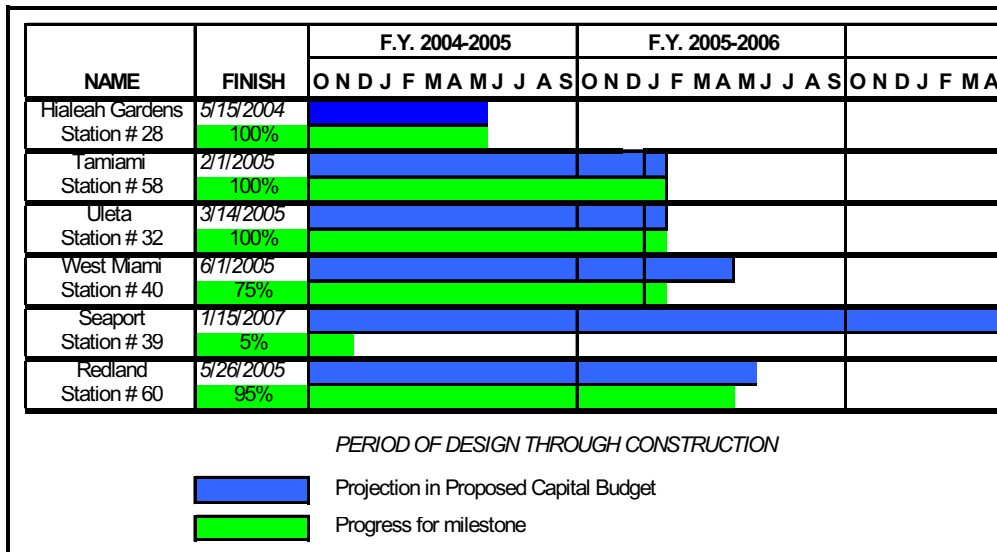 F.Y. 2004-2005 F.Y. 2005-2006
NAME FINISH O N D J F M A M J J A S O N D J F M A M J J A S O N D J F M A
Hialeah Gardens 5/15/2004
Station # 28 100%
Tamiami 2/1/2005
Station # 58 100%
Uleta 3/14/2005
Station # 32 100%
West Miami 6/1/2005
Station # 40 75%
Seaport 1/15/2007
Station # 39 5%
Redland 5/26/2005
Station # 60 95%
PERIOD OF DESIGN THROUGH CONSTRUCTION
Projection in Proposed Capital Budget
Progress for milestone